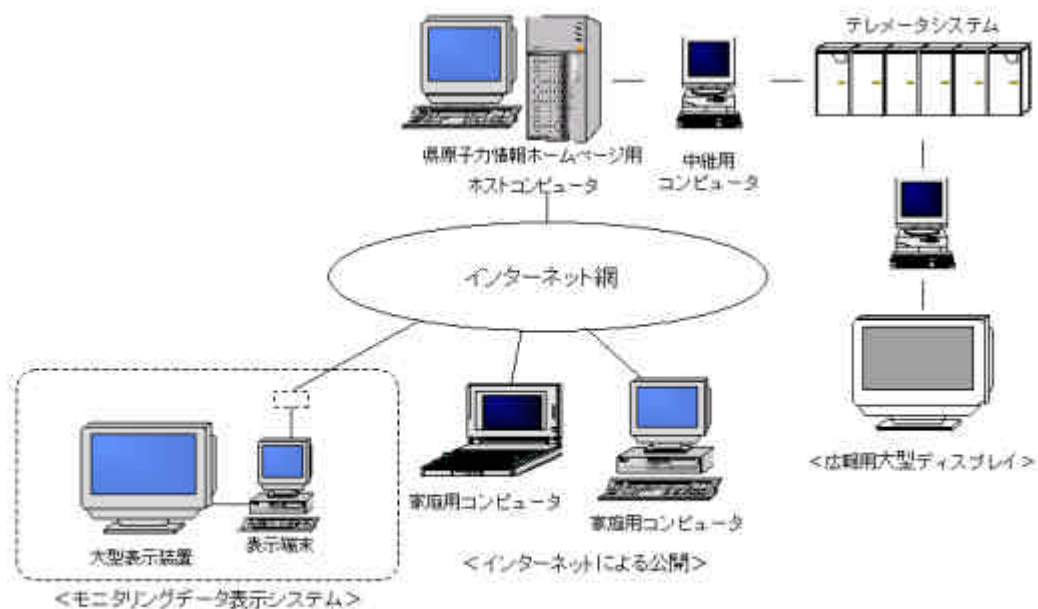 テレメータシステム
県原子力情報ホームページ用
ホストコンピュータ
中継用
コンピュータ
インターネット網
<広報用大型ディスプレイ>
家庭用コンピュータ
家庭用コンピュータ
大型表示装置
表示端末
<インターネットによる公開>
<モニタリングデータ表示システム>